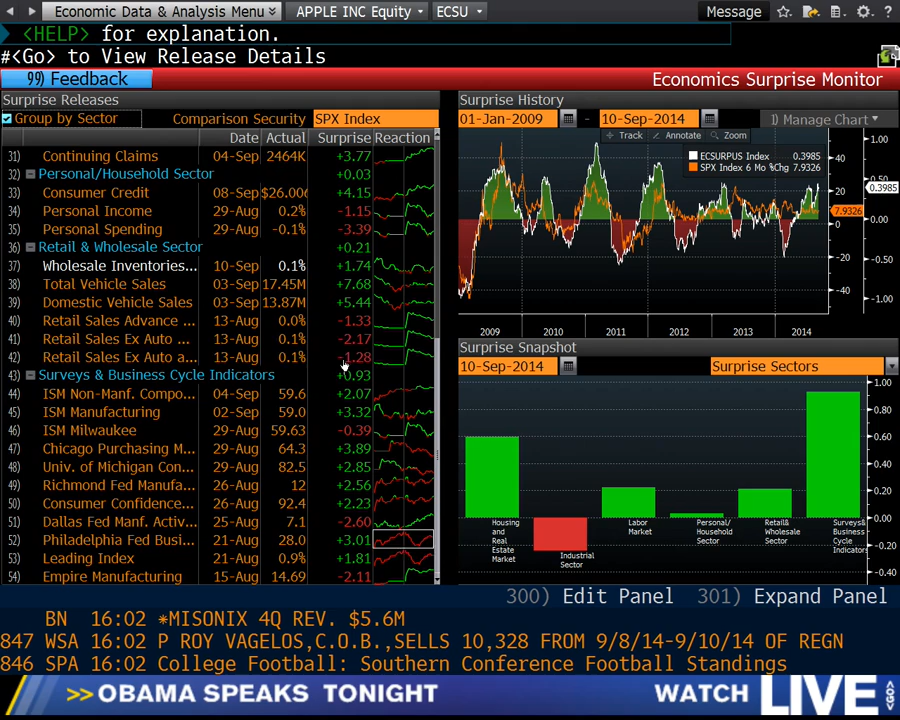 Economic Data & Analysis Menu APPLE INC Equity ECSU Message
<HELP> for explanation.
#<Go> to View Release Details
99) Feedback Economics Surprise Monitor
Surprise Releases
Group by Sector Comparison Security SPX Index
Date Actual Surprise Reaction
31) Continuing Claims 04-Sep 2464K +3.77
32) Personal/Household Sector +0.03
33) Consumer Credit 08-Sep $26.006 +4.15
34) Personal Income 29-Aug 0.2% -1.15
35) Personal Spending 29-Aug -0.1% -3.39
36) Retail & Wholesale Sector +0.21
37) Wholesale Inventories... 10-Sep 0.1% +1.74
38) Total Vehicle Sales 03-Sep 17.45M +7.68
39) Domestic Vehicle Sales 03-Sep 13.87M +5.44
40) Retail Sales Advance ... 13-Aug 0.0% -1.33
41) Retail Sales Ex Auto ... 13-Aug 0.1% -2.17
42) Retail Sales Ex Auto a... 13-Aug 0.1% -1.28
43) Surveys & Business Cycle Indicators +0.93
44) ISM Non-Manf. Compo... 04-Sep 59.6 +2.07
45) ISM Manufacturing 02-Sep 59.0 +3.32
46) ISM Milwaukee 29-Aug 59.63 -0.39
47) Chicago Purchasing M... 29-Aug 64.3 +3.89
48) Univ. of Michigan Con... 29-Aug 82.5 +2.85
49) Richmond Fed Manufa... 26-Aug 12 +2.56
50) Consumer Confidence... 26-Aug 92.4 +2.23
51) Dallas Fed Manf. Activ... 25-Aug 7.1 -2.60
52) Philadelphia Fed Busi... 21-Aug 28.0 +3.01
53) Leading Index 21-Aug 0.9% +1.81
54) Empire Manufacturing 15-Aug 14.69 -2.11
Surprise History
01-Jan-2009 - 10-Sep-2014 1) Manage Chart
Track Annotate Zoom
ECSURPUS Index 0.3985
SPX Index 6 Mo %Chg 7.9326
40
20
0
-20
-40
7.9326
1.00
0.50
0.3985
0.00
-0.50
-1.00
2009 2010 2011 2012 2013 2014
Surprise Snapshot
10-Sep-2014 Surprise Sectors
1.00
0.80
0.60
0.40
0.20
0.00
-0.20
-0.40
Housing and Real Estate Market
Industrial Sector
Labor Market
Personal/ Household Sector
Retail& Wholesale Sector
Surveys& Business Cycle Indicators
300) Edit Panel 301) Expand Panel
BN 16:02 *MISONIX 4Q REV. $5.6M
847 WSA 16:02 P ROY VAGELOS,C.O.B.,SELLS 10,328 FROM 9/8/14-9/10/14 OF REGN
846 SPA 16:02 College Football: Southern Conference Football Standings
>> OBAMA SPEAKS TONIGHT WATCH LIVE <GO>